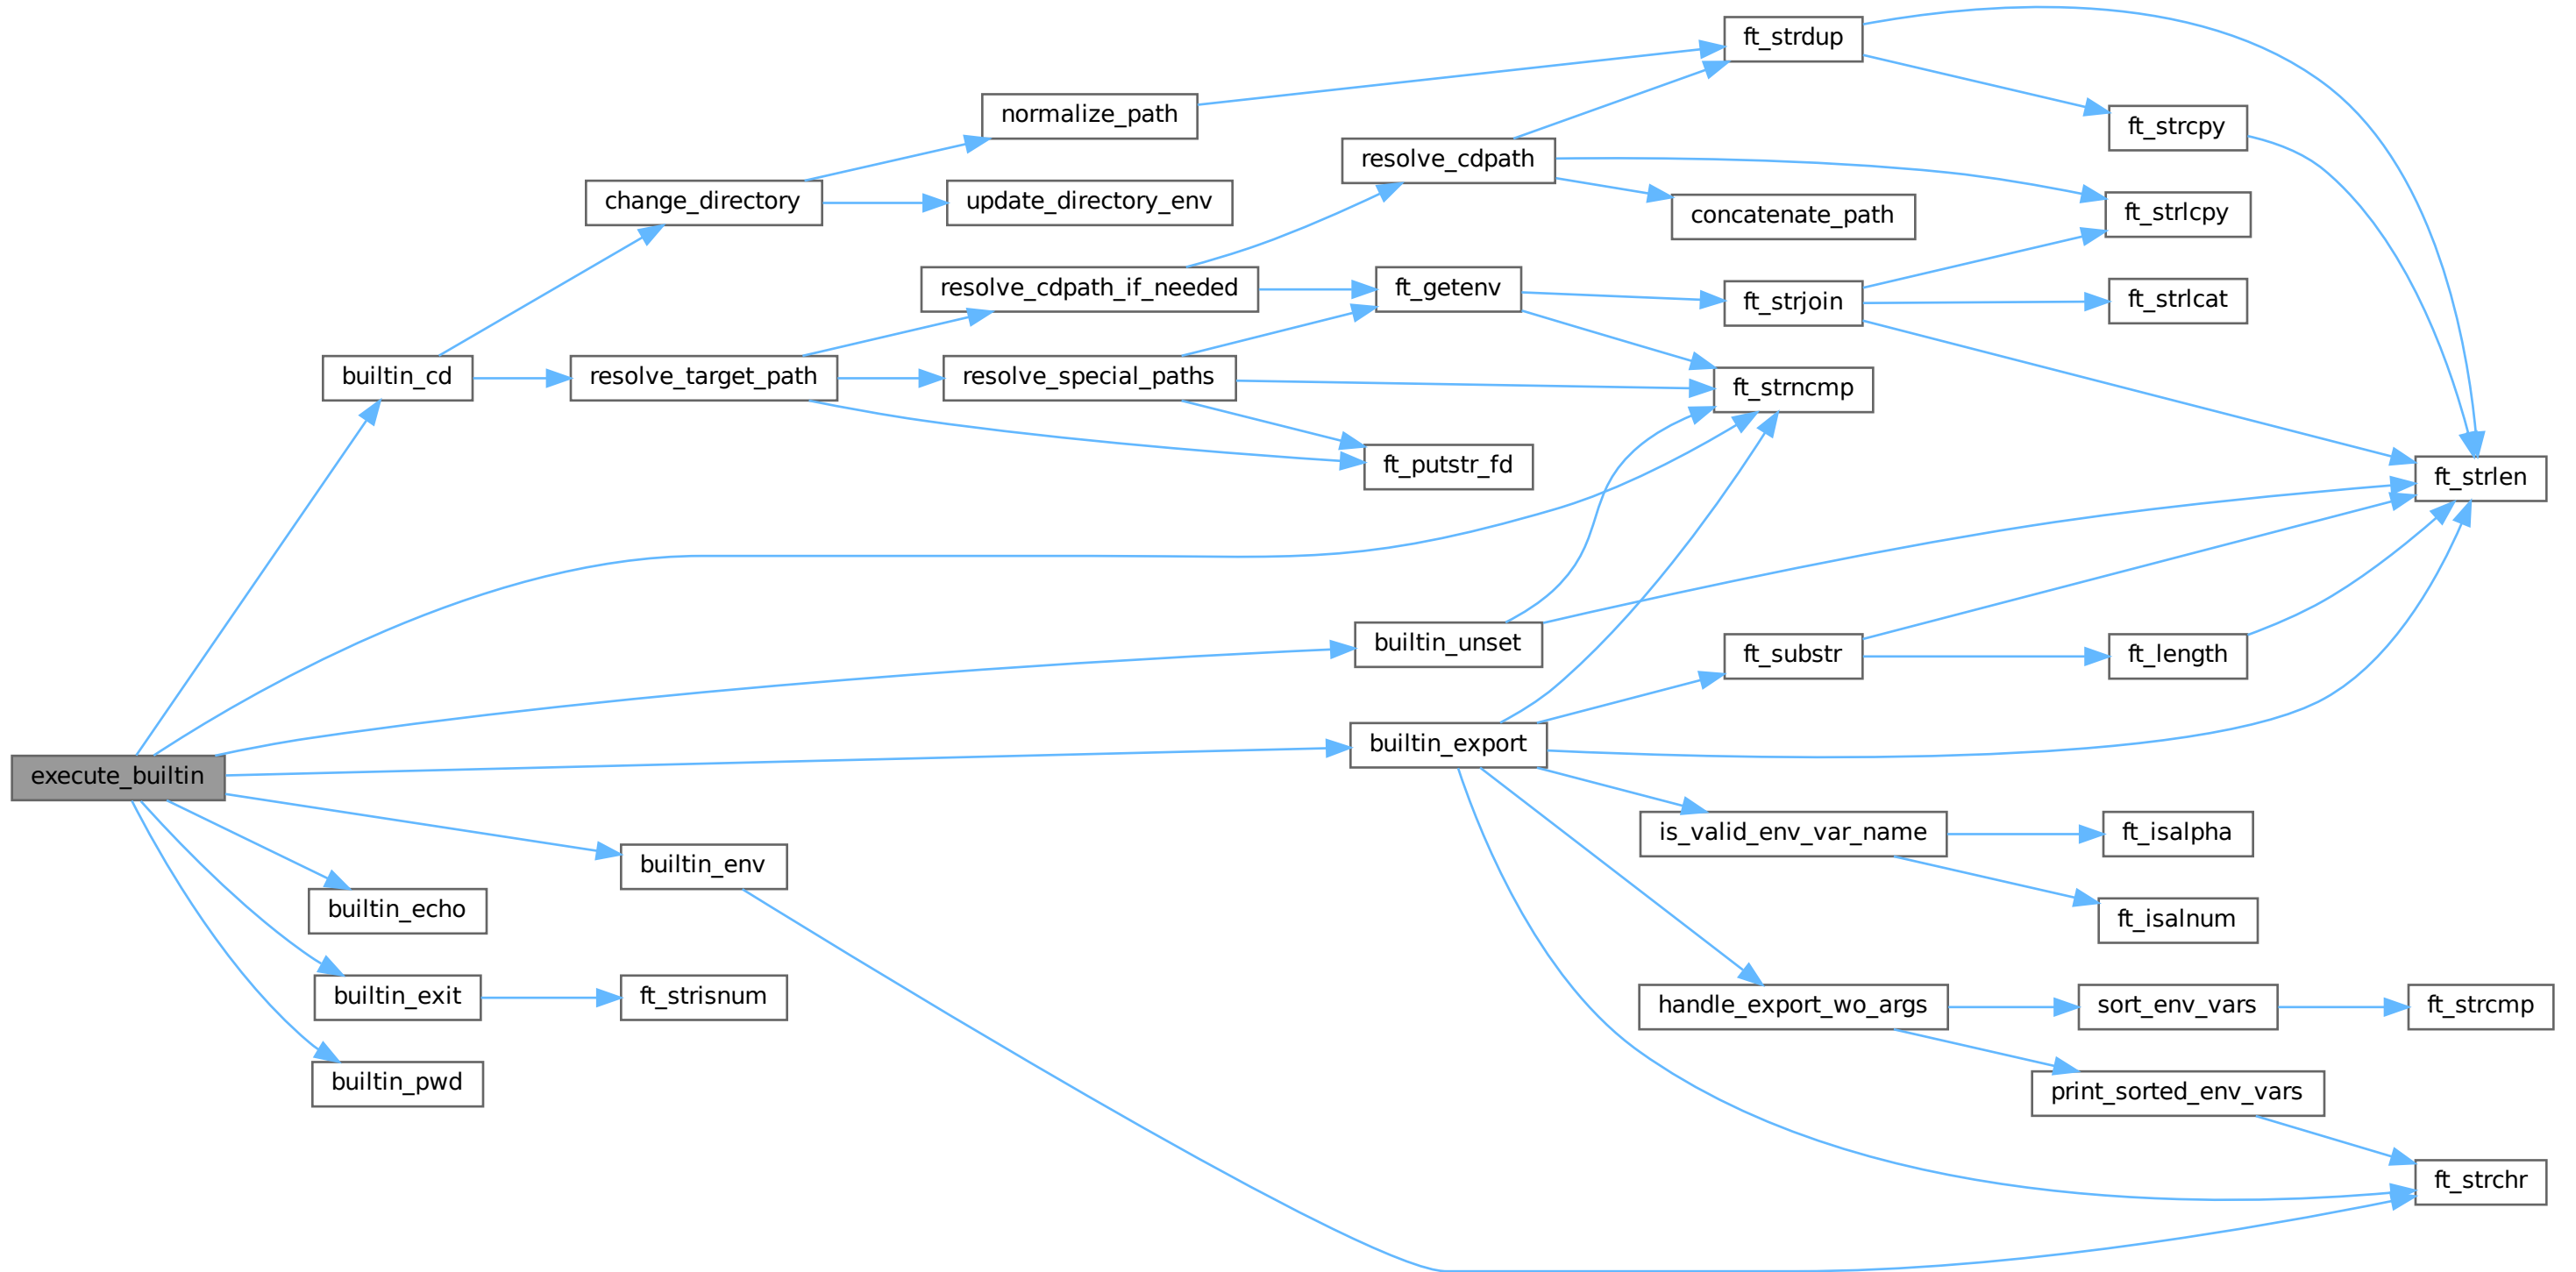 execute_builtin
builtin_cd
change_directory
normalize_path
update_directory_env
resolve_target_path
resolve_cdpath_if_needed
resolve_special_paths
resolve_cdpath
ft_getenv
ft_putstr_fd
ft_strdup
concatenate_path
ft_strjoin
ft_strncmp
ft_strcpy
ft_strlcpy
ft_strlcat
ft_strlen
builtin_unset
builtin_export
ft_substr
ft_length
is_valid_env_var_name
ft_isalpha
ft_isalnum
handle_export_wo_args
sort_env_vars
ft_strcmp
print_sorted_env_vars
ft_strchr
builtin_env
builtin_echo
builtin_exit
ft_strisnum
builtin_pwd